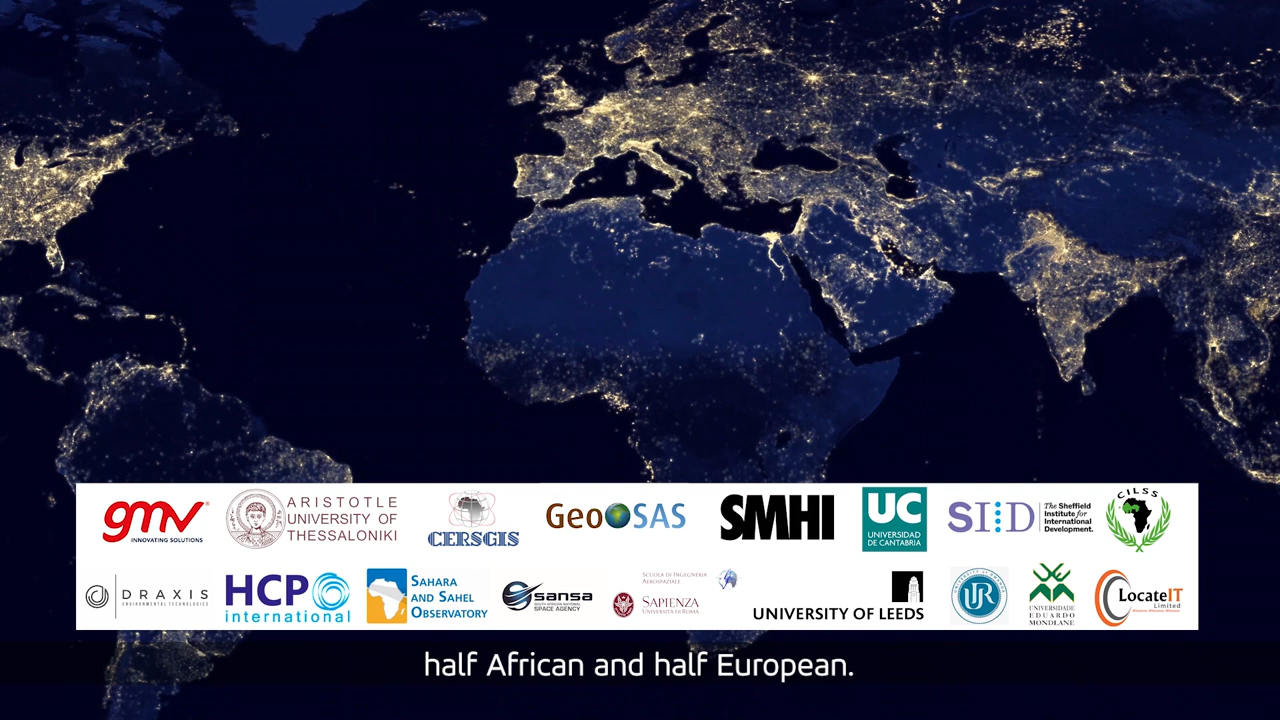 gmv®
INNOVATING SOLUTIONS
ARISTOTLE
UNIVERSITY OF
THESSALONIKI
CERSGIS
GeoSAS
SMHI
UC
UNIVERSIDAD
DE CANTABRIA
SIID
The Sheffield
Institute for
International
Development.
CILSS
DRAXIS
ENVIRONMENTAL TECHNOLOGIES
HCP
international
SAHARA
AND SAHEL
OBSERVATORY
sansa
SOUTH AFRICAN NATIONAL
SPACE AGENCY
SCUOLA DI INGEGNERIA
AEROSPAZIALE
SAPIENZA
UNIVERSITÀ DI ROMA
UNIVERSITY OF LEEDS
UR
UNIVERSIDADE
EDUARDO
MONDLANE
LocateIT
Limited
half African and half European.